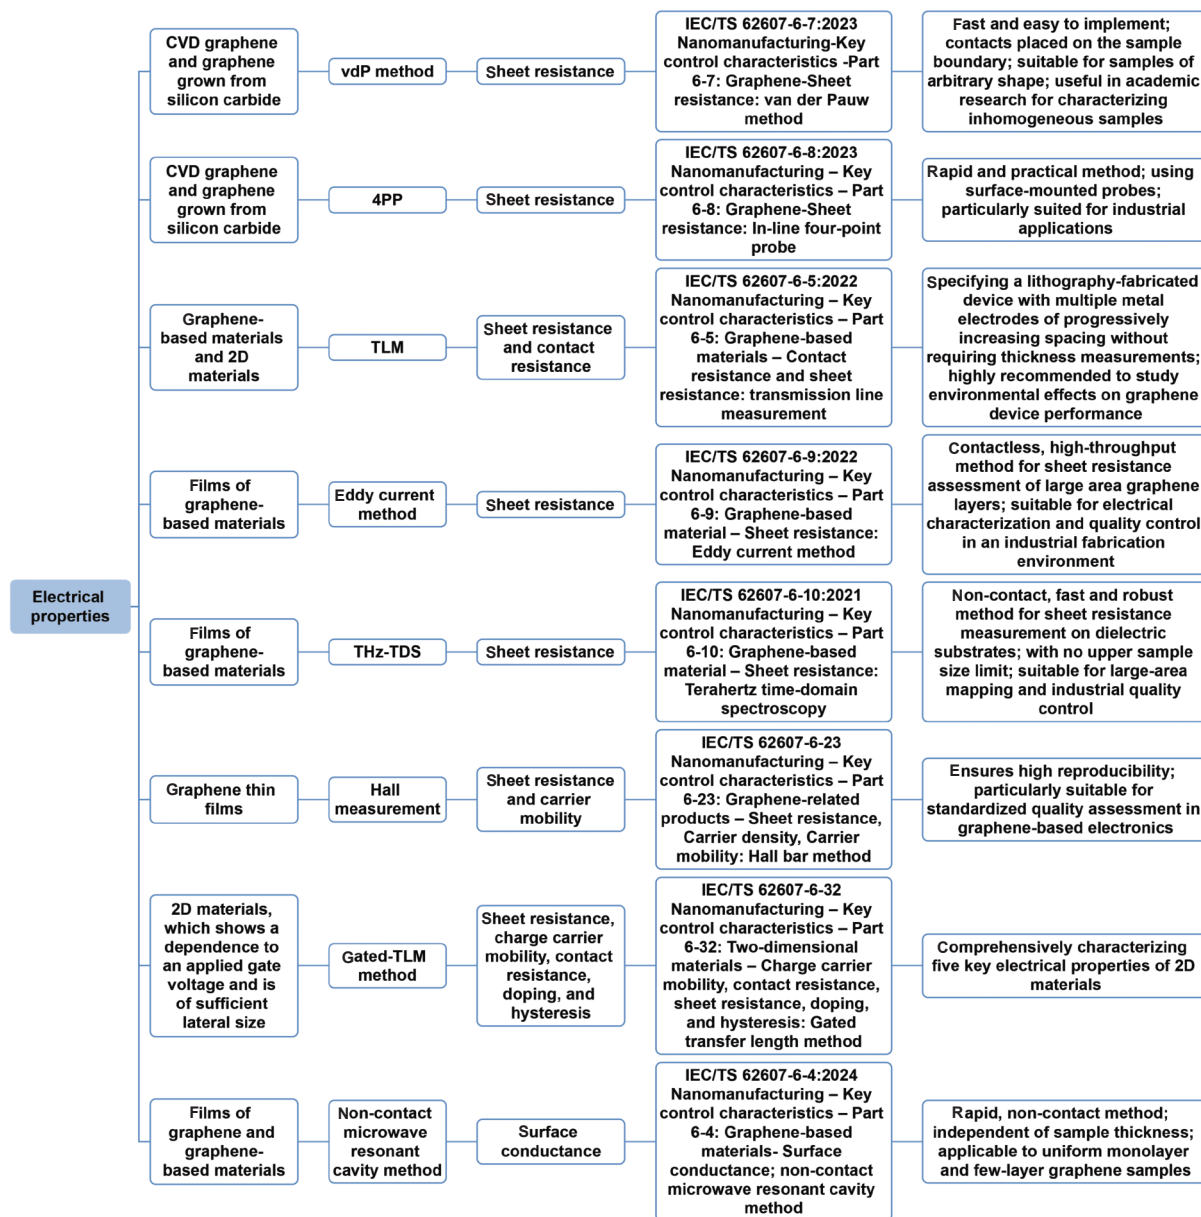 Electrical
properties
CVD graphene
and graphene
grown from
silicon carbide
vdP method
Sheet resistance
IEC/TS 62607-6-7:2023
Nanomanufacturing-Key
control characteristics -Part
6-7: Graphene-Sheet
resistance: van der Pauw
method
Fast and easy to implement;
contacts placed on the sample
boundary; suitable for samples of
arbitrary shape; useful in academic
research for characterizing
inhomogeneous samples
CVD graphene
and graphene
grown from
silicon carbide
4PP
Sheet resistance
IEC/TS 62607-6-8:2023
Nanomanufacturing – Key
control characteristics – Part
6-8: Graphene-Sheet
resistance: In-line four-point
probe
Rapid and practical method; using
surface-mounted probes;
particularly suited for industrial
applications
Graphene-
based materials
and 2D
materials
TLM
Sheet resistance
and contact
resistance
IEC/TS 62607-6-5:2022
Nanomanufacturing – Key
control characteristics – Part
6-5: Graphene-based
materials – Contact
resistance and sheet
resistance: transmission line
measurement
Specifying a lithography-fabricated
device with multiple metal
electrodes of progressively
increasing spacing without
requiring thickness measurements;
highly recommended to study
environmental effects on graphene
device performance
Films of
graphene-
based materials
Eddy current
method
Sheet resistance
IEC/TS 62607-6-9:2022
Nanomanufacturing – Key
control characteristics – Part
6-9: Graphene-based
material – Sheet resistance:
Eddy current method
Contactless, high-throughput
method for sheet resistance
assessment of large area graphene
layers; suitable for electrical
characterization and quality control
in an industrial fabrication
environment
Films of
graphene-
based materials
THz-TDS
Sheet resistance
IEC/TS 62607-6-10:2021
Nanomanufacturing – Key
control characteristics – Part
6-10: Graphene-based
material – Sheet resistance:
Terahertz time-domain
spectroscopy
Non-contact, fast and robust
method for sheet resistance
measurement on dielectric
substrates; with no upper sample
size limit; suitable for large-area
mapping and industrial quality
control
Graphene thin
films
Hall
measurement
Sheet resistance
and carrier
mobility
IEC/TS 62607-6-23
Nanomanufacturing – Key
control characteristics – Part
6-23: Graphene-related
products – Sheet resistance,
Carrier density, Carrier
mobility: Hall bar method
Ensures high reproducibility;
particularly suitable for
standardized quality assessment in
graphene-based electronics
2D materials,
which shows a
dependence to
an applied gate
voltage and is
of sufficient
lateral size
Gated-TLM
method
Sheet resistance,
charge carrier
mobility, contact
resistance,
doping, and
hysteresis
IEC/TS 62607-6-32
Nanomanufacturing – Key
control characteristics – Part
6-32: Two-dimensional
materials – Charge carrier
mobility, contact resistance,
sheet resistance, doping,
and hysteresis: Gated
transfer length method
Comprehensively characterizing
five key electrical properties of 2D
materials
Films of
graphene and
graphene-
based materials
Non-contact
microwave
resonant
cavity method
Surface
conductance
IEC/TS 62607-6-4:2024
Nanomanufacturing – Key
control characteristics – Part
6-4: Graphene-based
materials- Surface
conductance; non-contact
microwave resonant cavity
method
Rapid, non-contact method;
independent of sample thickness;
applicable to uniform monolayer
and few-layer graphene samples